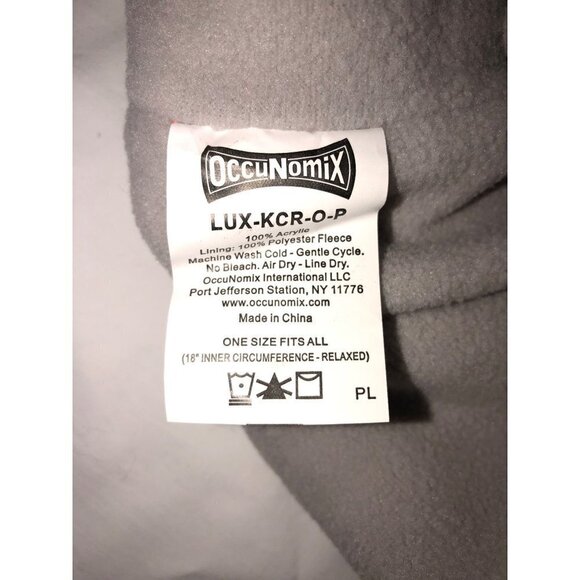 OccuNomiX
LUX-KCR-O-P
100% Acrylic
Lining: 100% Polyester Fleece
Machine Wash Cold - Gentle Cycle.
No Bleach. Air Dry - Line Dry.
OccuNomix International LLC
Port Jefferson Station, NY 11776
www.occunomix.com
Made in China
ONE SIZE FITS ALL
(18" INNER CIRCUMFERENCE - RELAXED)
PL